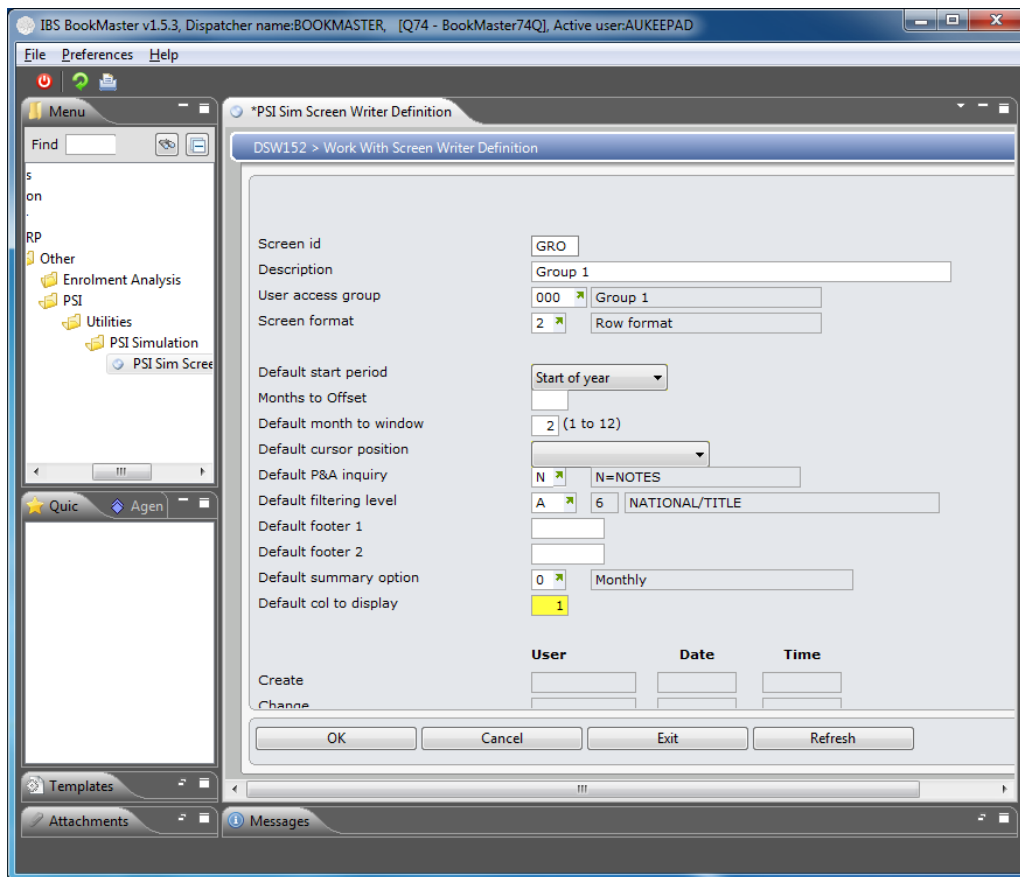 IBS BookMaster v1.5.3, Dispatcher name:BOOKMASTER, [Q74 - BookMaster74Q], Active user:AUKEEPAD
File Preferences Help
Menu
Find
s
on
RP
Other
Enrolment Analysis
PSI
Utilities
PSI Simulation
PSI Sim Scree
Quic Agen
Templates
Attachments
*PSI Sim Screen Writer Definition
DSW152 > Work With Screen Writer Definition
Screen id GRO
Description Group 1
User access group 000 Group 1
Screen format 2 Row format
Default start period Start of year
Months to Offset
Default month to window 2 (1 to 12)
Default cursor position
Default P&A inquiry N N=NOTES
Default filtering level A 6 NATIONAL/TITLE
Default footer 1
Default footer 2
Default summary option 0 Monthly
Default col to display 1
User Date Time
Create
Change
OK Cancel Exit Refresh
Messages